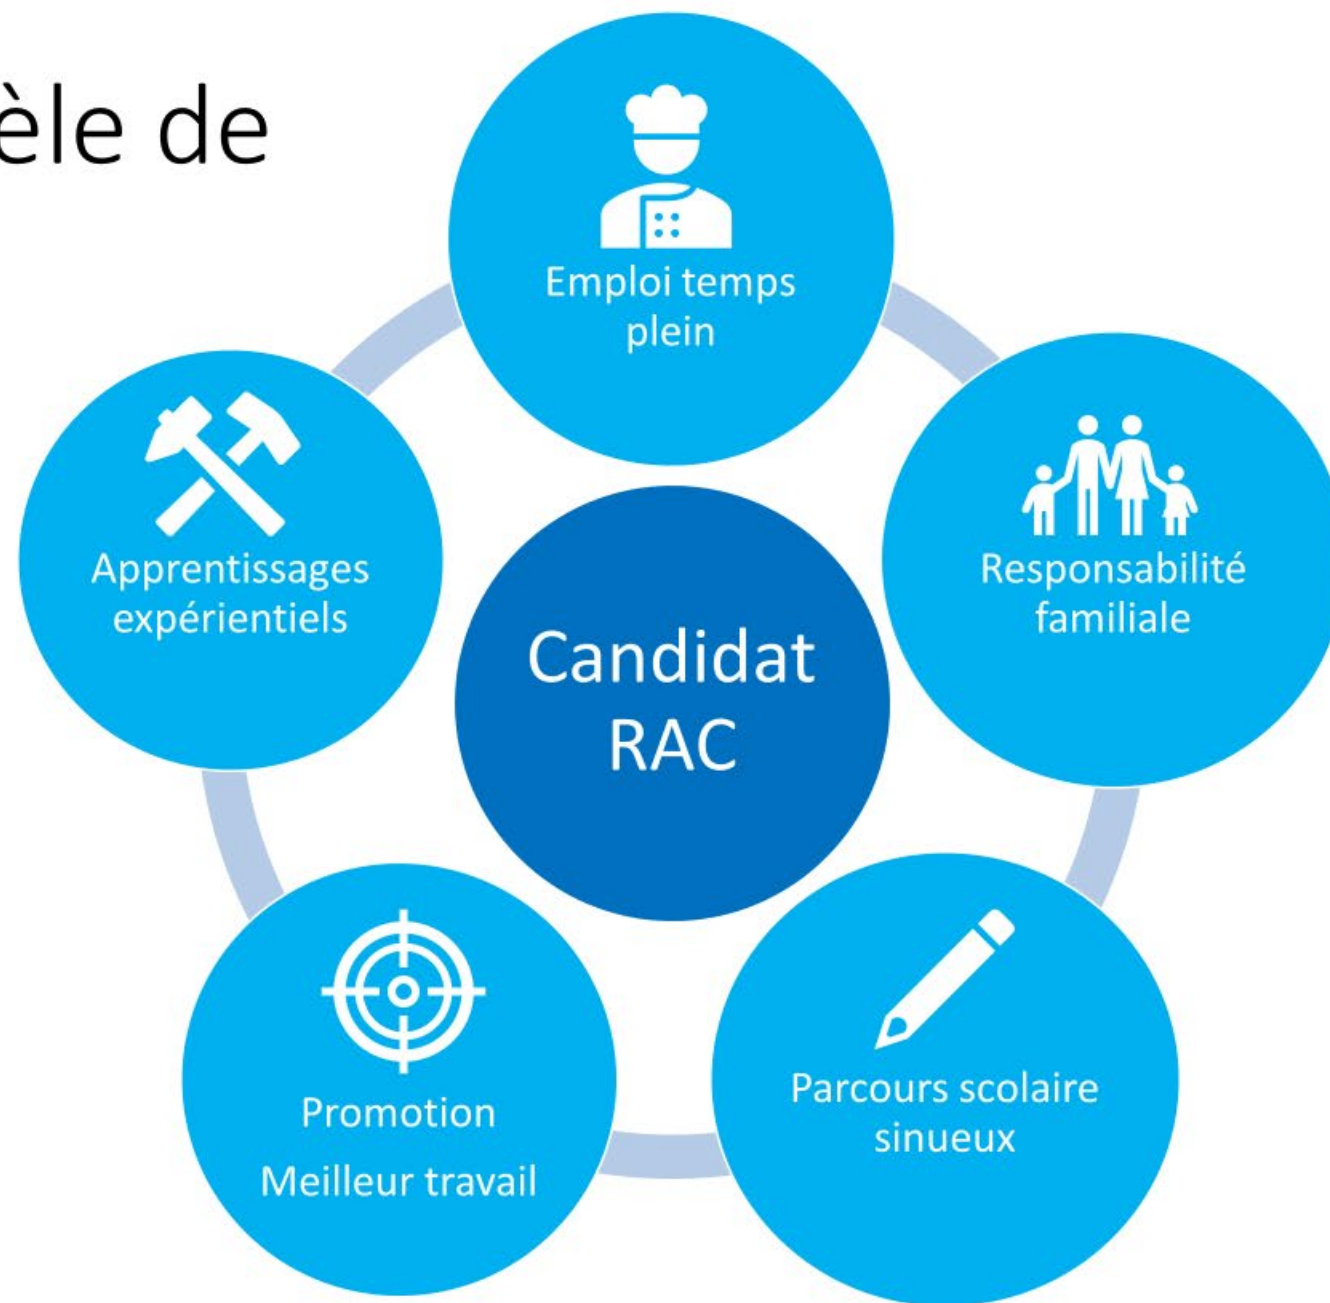 èle de
Emploi temps
plein
Responsabilité
familiale
Parcours scolaire
sinueux
Promotion
Meilleur travail
Apprentissages
expérientiels
Candidat
RAC